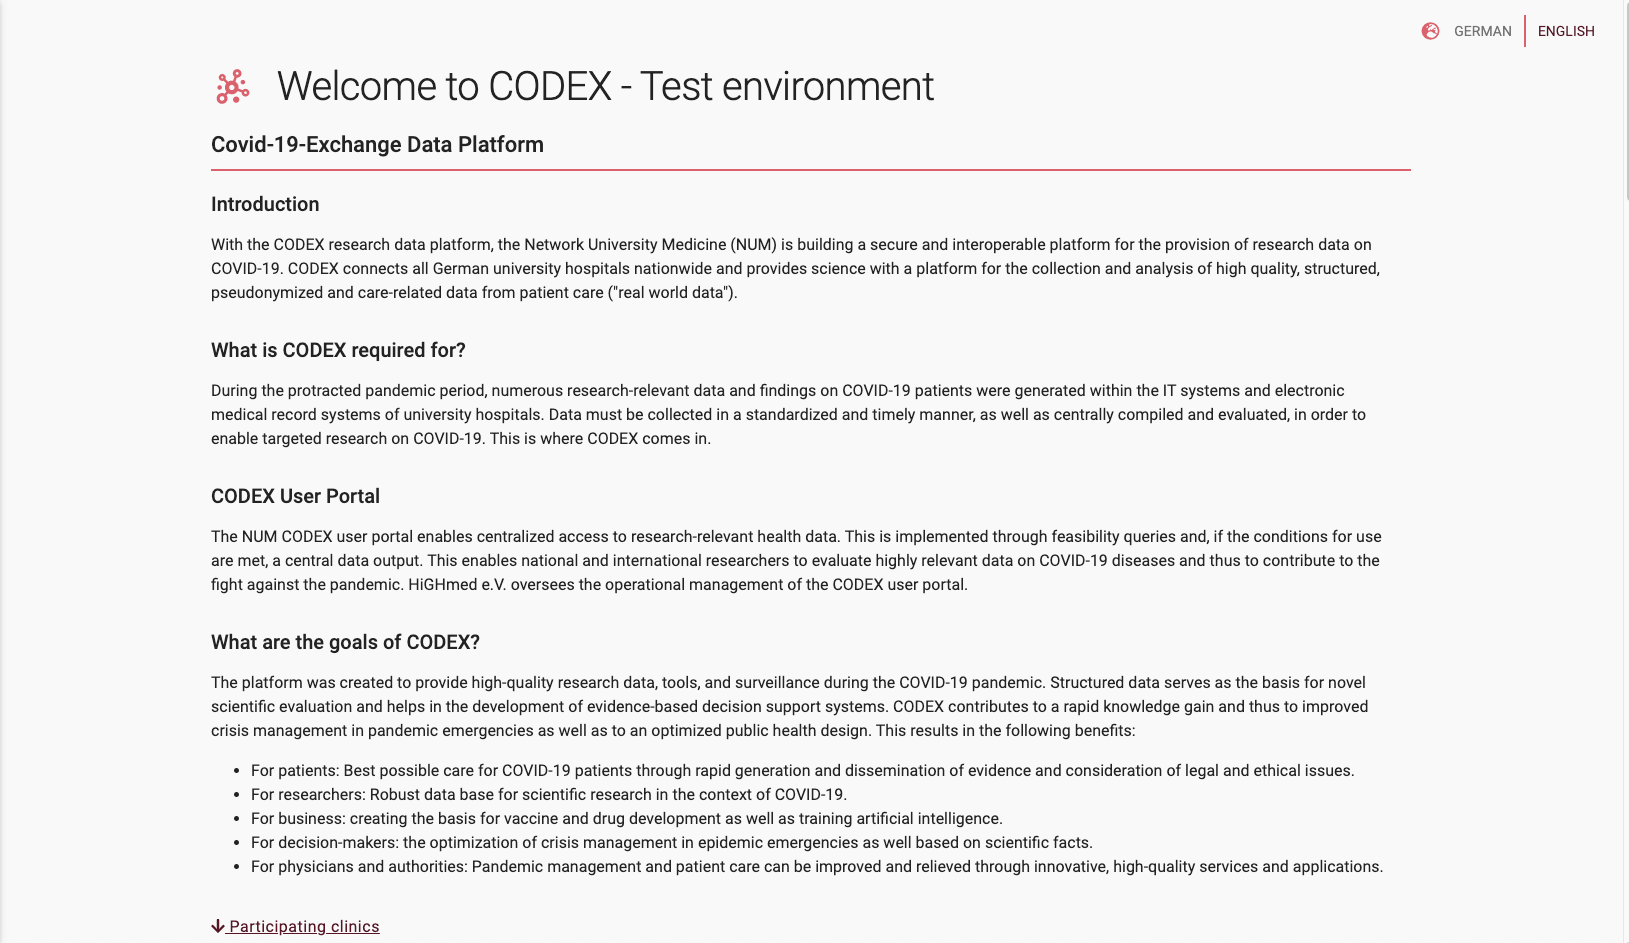 GERMAN
ENGLISH
Welcome to CODEX - Test environment
Covid-19-Exchange Data Platform
Introduction
With the CODEX research data platform, the Network University Medicine (NUM) is building a secure and interoperable platform for the provision of research data on
COVID-19. CODEX connects all German university hospitals nationwide and provides science with a platform for the collection and analysis of high quality, structured,
pseudonymized and care-related data from patient care ("real world data").
What is CODEX required for?
During the protracted pandemic period, numerous research-relevant data and findings on COVID-19 patients were generated within the IT systems and electronic
medical record systems of university hospitals. Data must be collected in a standardized and timely manner, as well as centrally compiled and evaluated, in order to
enable targeted research on COVID-19. This is where CODEX comes in.
CODEX User Portal
The NUM CODEX user portal enables centralized access to research-relevant health data. This is implemented through feasibility queries and, if the conditions for use
are met, a central data output. This enables national and international researchers to evaluate highly relevant data on COVID-19 diseases and thus to contribute to the
fight against the pandemic. HiGHmed e.V. oversees the operational management of the CODEX user portal.
What are the goals of CODEX?
The platform was created to provide high-quality research data, tools, and surveillance during the COVID-19 pandemic. Structured data serves as the basis for novel
scientific evaluation and helps in the development of evidence-based decision support systems. CODEX contributes to a rapid knowledge gain and thus to improved
crisis management in pandemic emergencies as well as to an optimized public health design. This results in the following benefits:
• For patients: Best possible care for COVID-19 patients through rapid generation and dissemination of evidence and consideration of legal and ethical issues.
• For researchers: Robust data base for scientific research in the context of COVID-19.
• For business: creating the basis for vaccine and drug development as well as training artificial intelligence.
• For decision-makers: the optimization of crisis management in epidemic emergencies as well based on scientific facts.
• For physicians and authorities: Pandemic management and patient care can be improved and relieved through innovative, high-quality services and applications.
Participating clinics